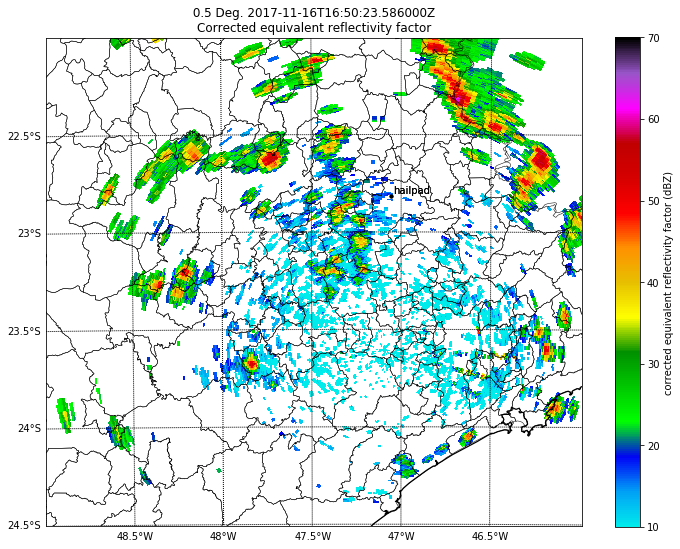 0.5 Deg. 2017-11-16T16:50:23.586000Z
Corrected equivalent reflectivity factor
70
60
50
40
30
20
10
corrected equivalent reflectivity factor (dBZ)
22.5°S
23°S
23.5°S
24°S
24.5°S
hailpad
48.5°W
48°W
47.5°W
47°W
46.5°W